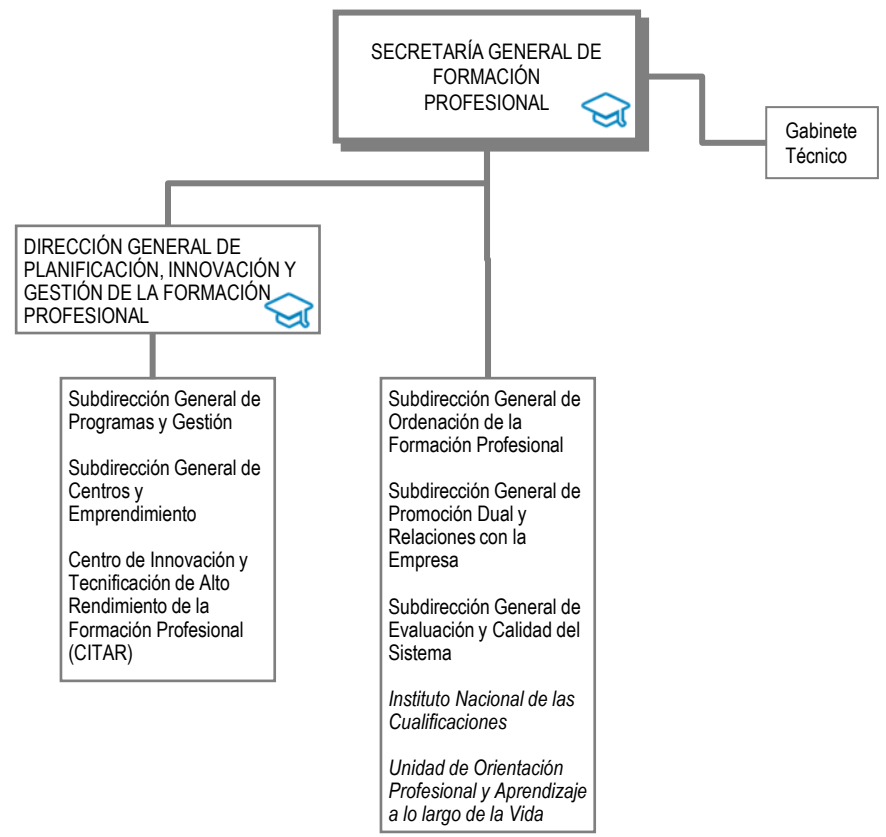 SECRETARÍA GENERAL DE
FORMACIÓN
PROFESIONAL
Gabinete
Técnico
DIRECCIÓN GENERAL DE
PLANIFICACIÓN, INNOVACIÓN Y
GESTIÓN DE LA FORMACIÓN
PROFESIONAL
Subdirección General de
Programas y Gestión
Subdirección General de
Centros y
Emprendimiento
Centro de Innovación y
Tecnificación de Alto
Rendimiento de la
Formación Profesional
(CITAR)
Subdirección General de
Ordenación de la
Formación Profesional
Subdirección General de
Promoción Dual y
Relaciones con la
Empresa
Subdirección General de
Evaluación y Calidad del
Sistema
Instituto Nacional de las
Cualificaciones
Unidad de Orientación
Profesional y Aprendizaje
a lo largo de la Vida